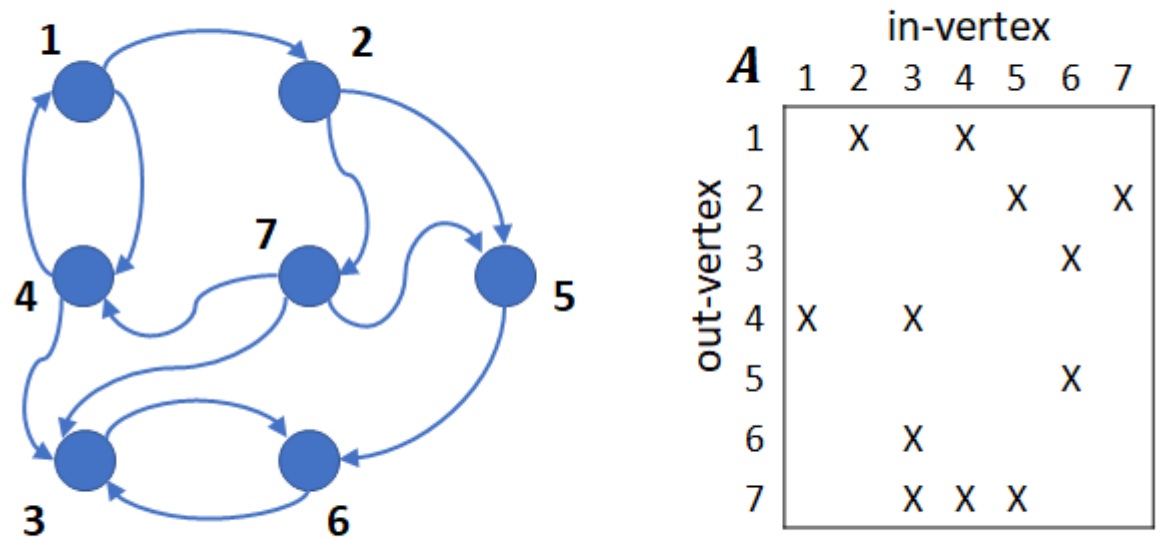 1
2
7
4
5
3
6
in-vertex
A 1 2 3 4 5 6 7
out-vertex
1 X X
2 X X
3 X
4 X X
5 X
6 X
7 X X X